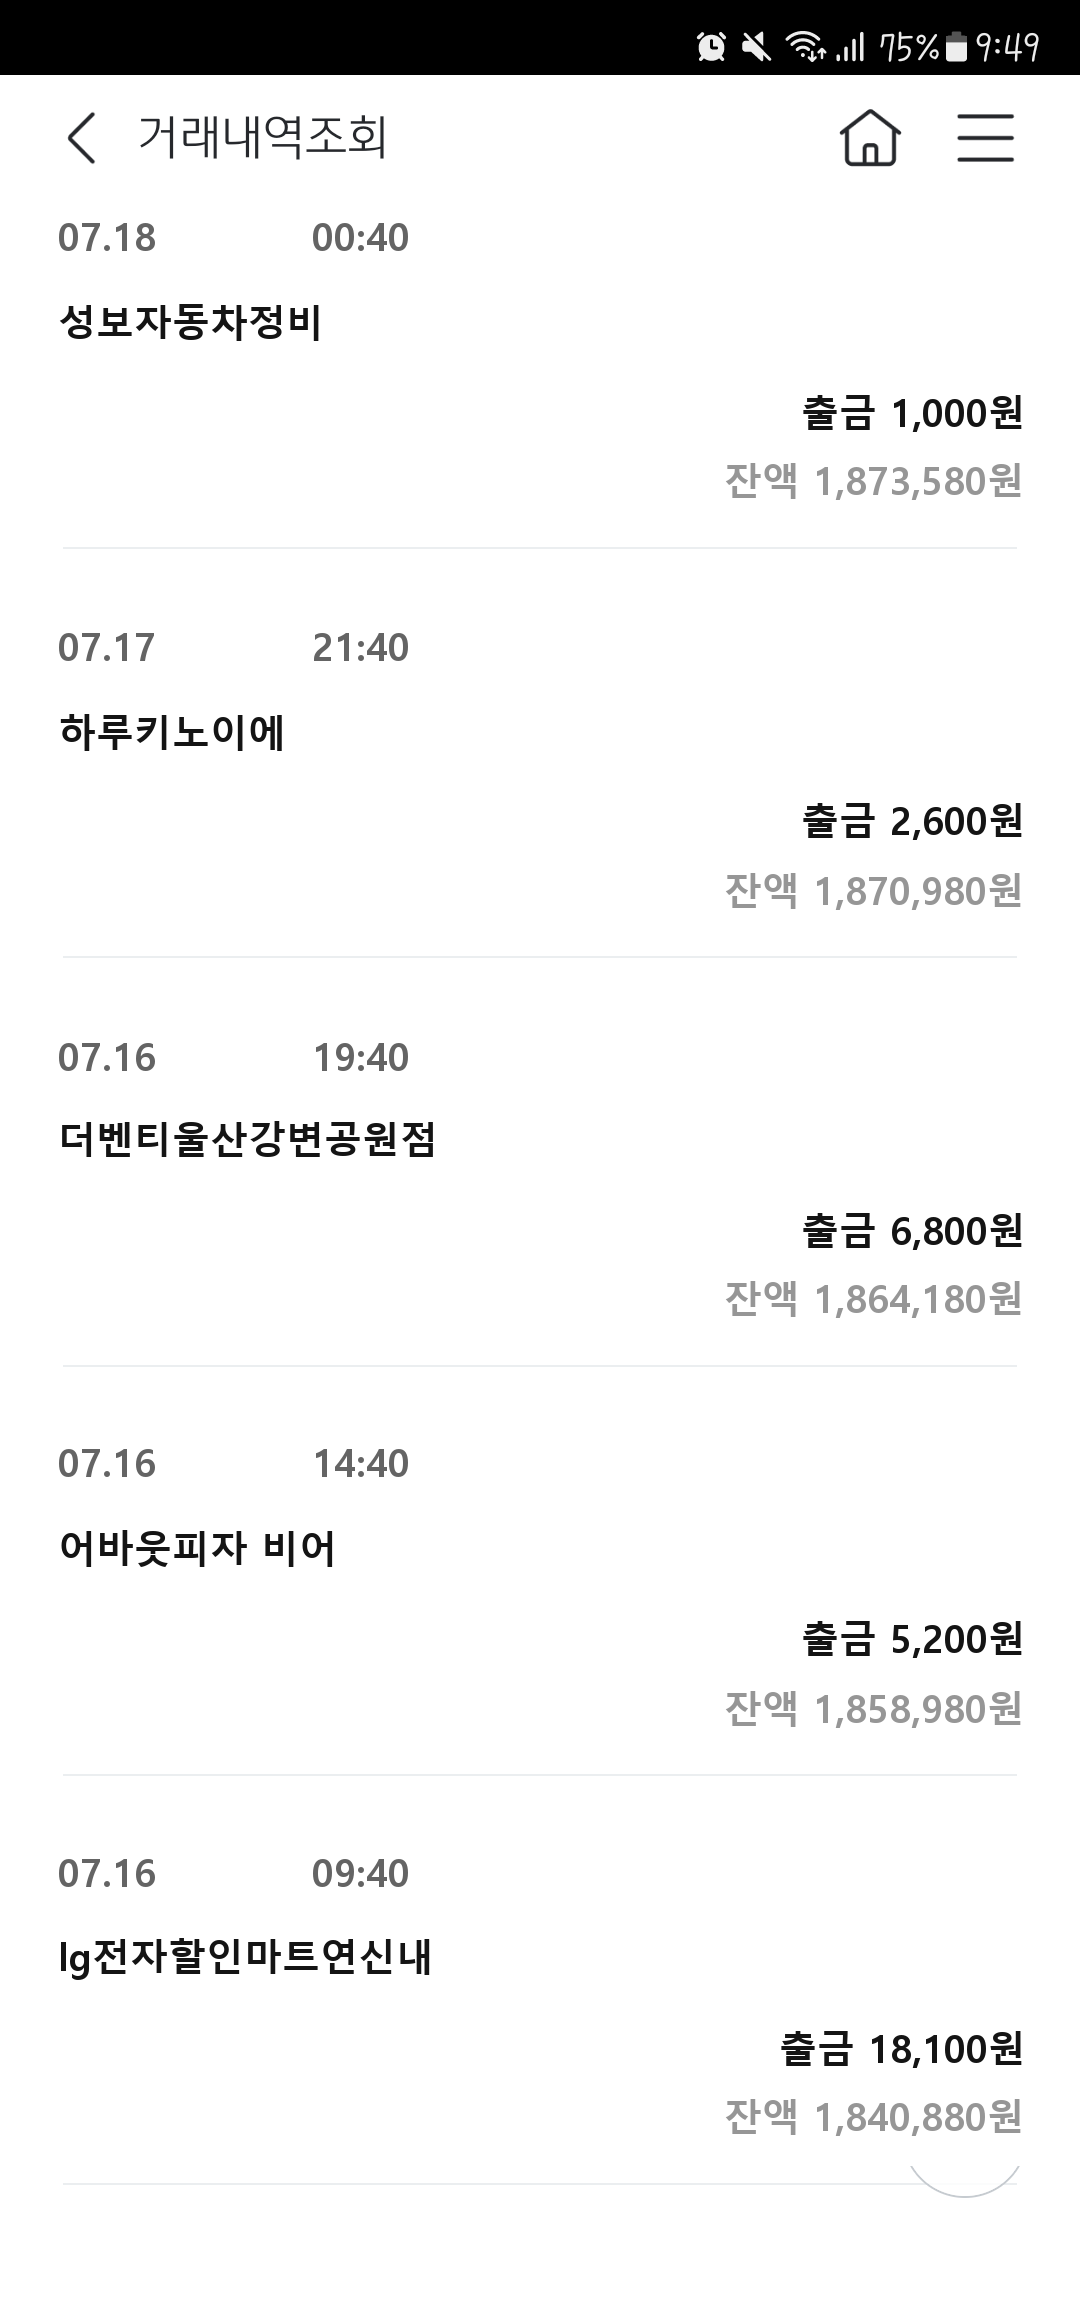 75% 9:49
거래내역조회
07.18 00:40
성보자동차정비
출금 1,000원
잔액 1,873,580원
07.17 21:40
하루키노이에
출금 2,600원
잔액 1,870,980원
07.16 19:40
더벤티울산강변공원점
출금 6,800원
잔액 1,864,180원
07.16 14:40
어바웃피자 비어
출금 5,200원
잔액 1,858,980원
07.16 09:40
lg전자할인마트연신내
출금 18,100원
잔액 1,840,880원